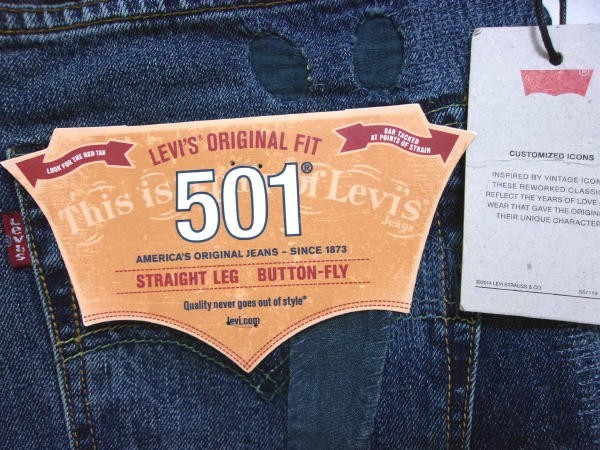 LEVI'S® ORIGINAL FIT
LOOK FOR THE RED TAB
BAR TACKED
AT POINTS OF STRAIN
This is a of Levi's
Jeans
501®
AMERICA'S ORIGINAL JEANS – SINCE 1873
STRAIGHT LEG BUTTON-FLY
Quality never goes out of style®
levi.com
LEVI'S
®
CUSTOMIZED ICONS
INSPIRED BY VINTAGE ICON
THESE REWORKED CLASSIC
REFLECT THE YEARS OF LOVE A
WEAR THAT GAVE THE ORIGIN
THEIR UNIQUE CHARACTER
©2014 LEVI STRAUSS & CO.